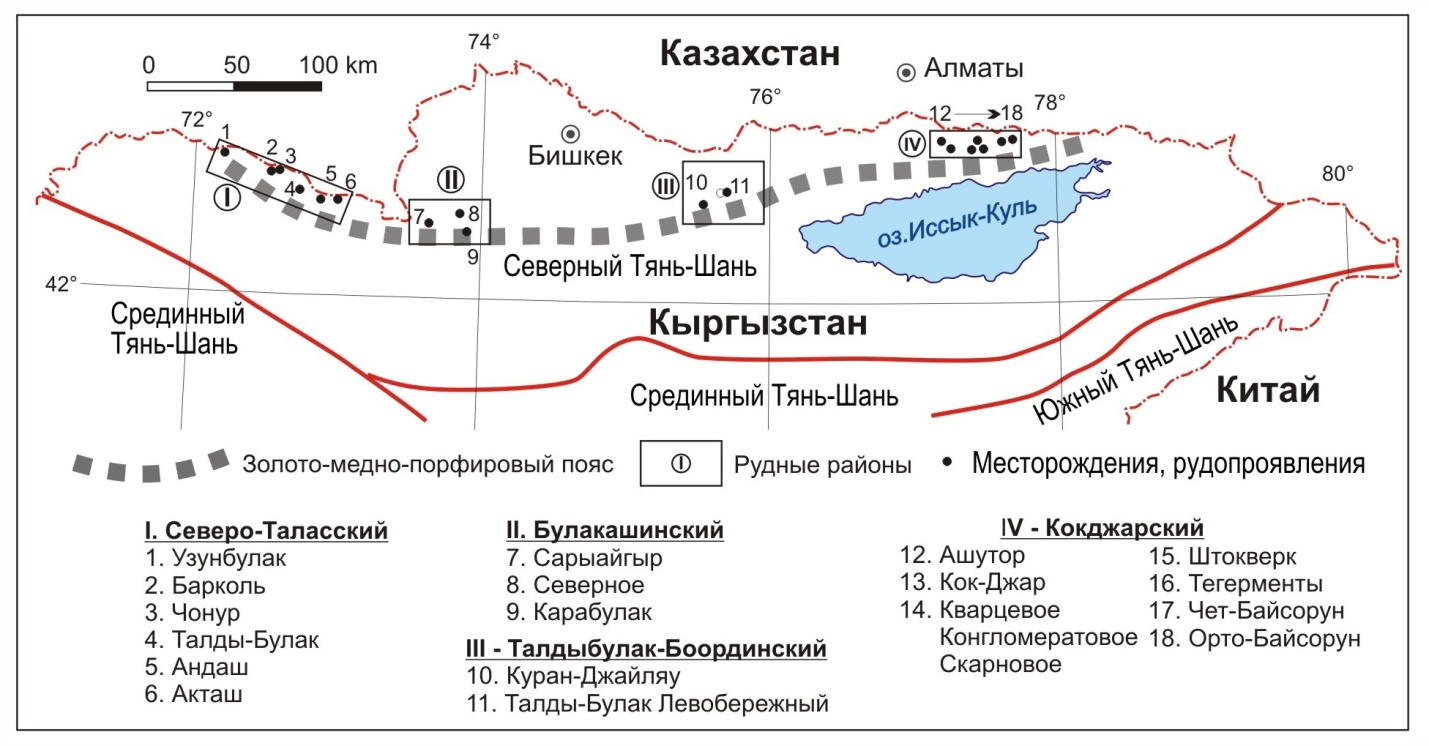 0 50 100 km
74°
Казахстан
Алматы
72°
76°
78°
80°
42°
12 18
IV
1
2
3
4
5
6
I
II
7
8
9
III
10
11
Бишкек
оз.Иссык-Куль
Северный Тянь-Шань
Срединный
Тянь-Шань
Кыргызстан
Срединный Тянь-Шань
Южный Тянь-Шань
Китай
Золото-медно-порфировый пояс
I
Рудные районы
Месторождения, рудопроявления
I. Северо-Таласский
1. Узунбулак
2. Барколь
3. Чонур
4. Талды-Булак
5. Андаш
6. Акташ
II. Булакашинский
7. Сарыайгыр
8. Северное
9. Карабулак
III - Талдыбулак-Боординский
10. Куран-Джайляу
11. Талды-Булак Левобережный
IV - Кокджарский
12. Ашутор
13. Кок-Джар
14. Кварцевое
Конгломератовое
Скарновое
15. Штокверк
16. Тегерменты
17. Чет-Байсорун
18. Орто-Байсорун